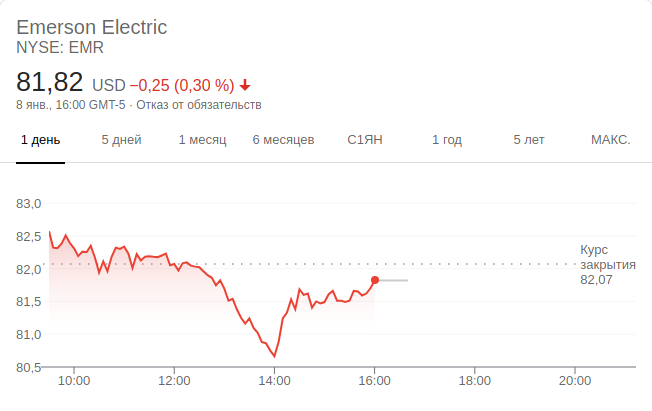 Emerson Electric
NYSE: EMR
81,82 USD −0,25 (0,30 %)
8 янв., 16:00 GMT-5 · Отказ от обязательств
1 день 5 дней 1 месяц 6 месяцев С1ЯН 1 год 5 лет МАКС.
83,0
82,5
82,0
81,5
81,0
80,5
Курс
закрытия
82,07
10:00 12:00 14:00 16:00 18:00 20:00